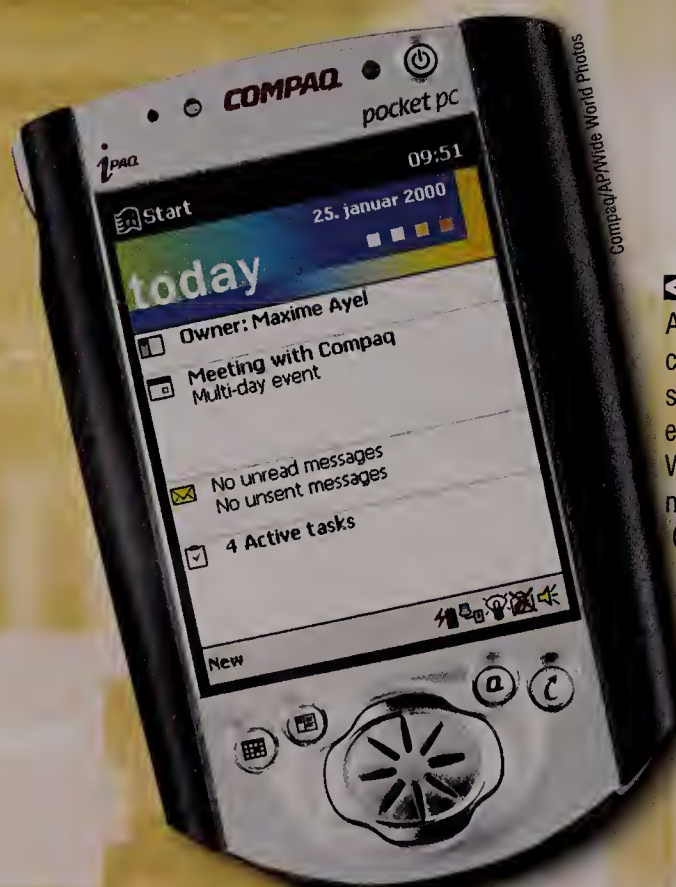 COMPAQ
iPAQ
pocket pc
Start
09:51
25. januar 2000
today
Owner: Maxime Ayel
Meeting with Compaq
Multi-day event
No unread messages
No unsent messages
4 Active tasks
New
Compaq/AP/Wide World Photos